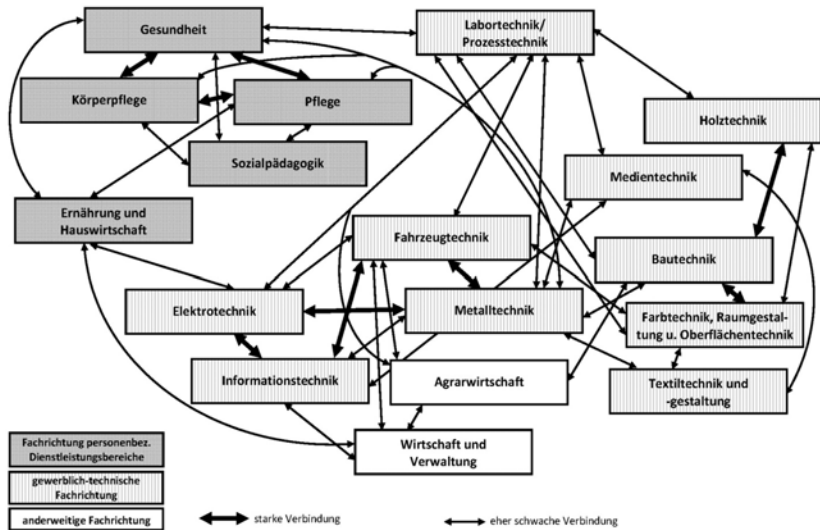 Gesundheit
Labortechnik/
Prozesstechnik
Körperpflege
Pflege
Holztechnik
Sozialpädagogik
Medientechnik
Ernährung und
Hauswirtschaft
Fahrzeugtechnik
Bautechnik
Elektrotechnik
Metalltechnik
Farbtechnik, Raumgestal-
tung u. Oberflächentechnik
Informationstechnik
Agrarwirtschaft
Textiltechnik und
-gestaltung
Wirtschaft und
Verwaltung
Fachrichtung personenbez.
Dienstleistungsbereiche
gewerblich-technische
Fachrichtung
anderweitige Fachrichtung
starke Verbindung
eher schwache Verbindung